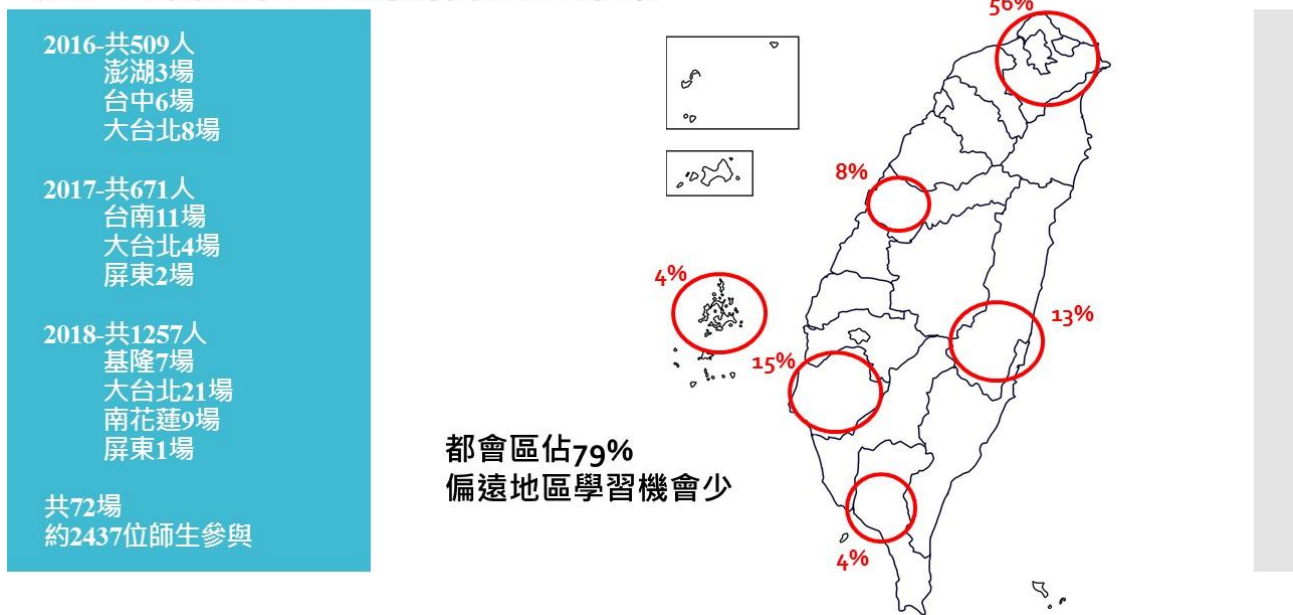 2016-共509人
澎湖3場
台中6場
大台北8場
2017-共671人
台南11場
大台北4場
屏東2場
2018-共1257人
基隆7場
大台北21場
南花蓮9場
屏東1場
共72場
約2437位師生參與
56%
8%
4%
13%
15%
都會區佔79%
偏遠地區學習機會少
4%